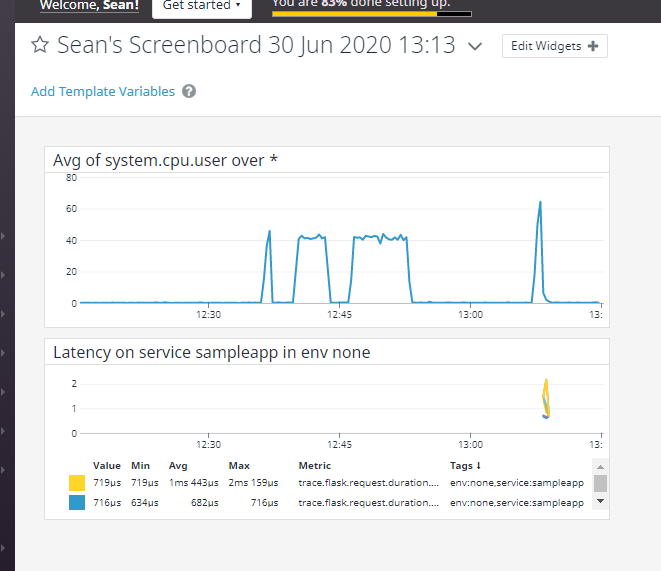 Welcome, Sean!
Get started
You are 83% done setting up.
Sean's Screenboard 30 Jun 2020 13:13
Edit Widgets
Add Template Variables ?
Avg of system.cpu.user over *
80
60
40
20
0
12:30 12:45 13:00 13:
Latency on service sampleapp in env none
2
1
0
12:30 12:45 13:00 13:
Value Min Avg Max Metric Tags
719µs 719µs 1ms 443µs 2ms 159µs trace.flask.request.duration.... env:none,service:sampleapp
716µs 634µs 682µs 716µs trace.flask.request.duration.... env:none,service:sampleapp